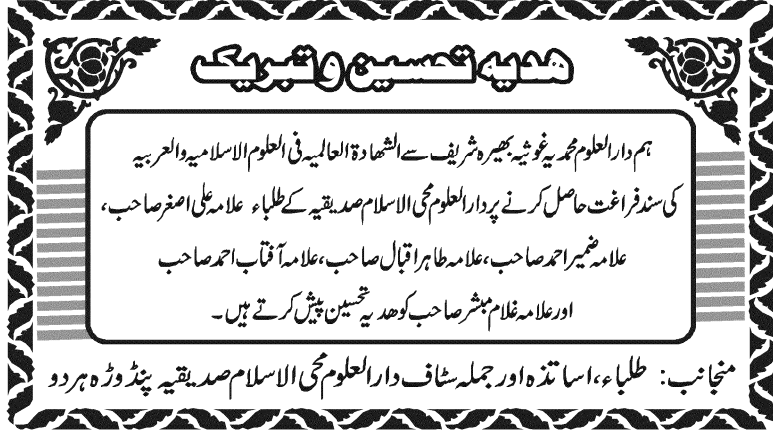 ھدیہ تحسین و تبریک
ہم دارالعلوم محمدیہ غوثیہ بھیرہ شریف سے الشھادۃ العالمیہ فی العلوم الاسلامیہ والعربیہ
کی سند فراغت حاصل کرنے پر دارالعلوم محی الاسلام صدیقیہ کے طلباء علامہ علی اصغر صاحب،
علامہ ضمیر احمد صاحب، علامہ طاہر اقبال صاحب، علامہ آفتاب احمد صاحب
اور علامہ غلام مبشر صاحب کو ھدیہ تحسین پیش کرتے ہیں۔
منجانب: طلباء، اساتذہ اور جملہ سٹاف دارالعلوم محی الاسلام صدیقیہ پنڈوڑہ ہردو